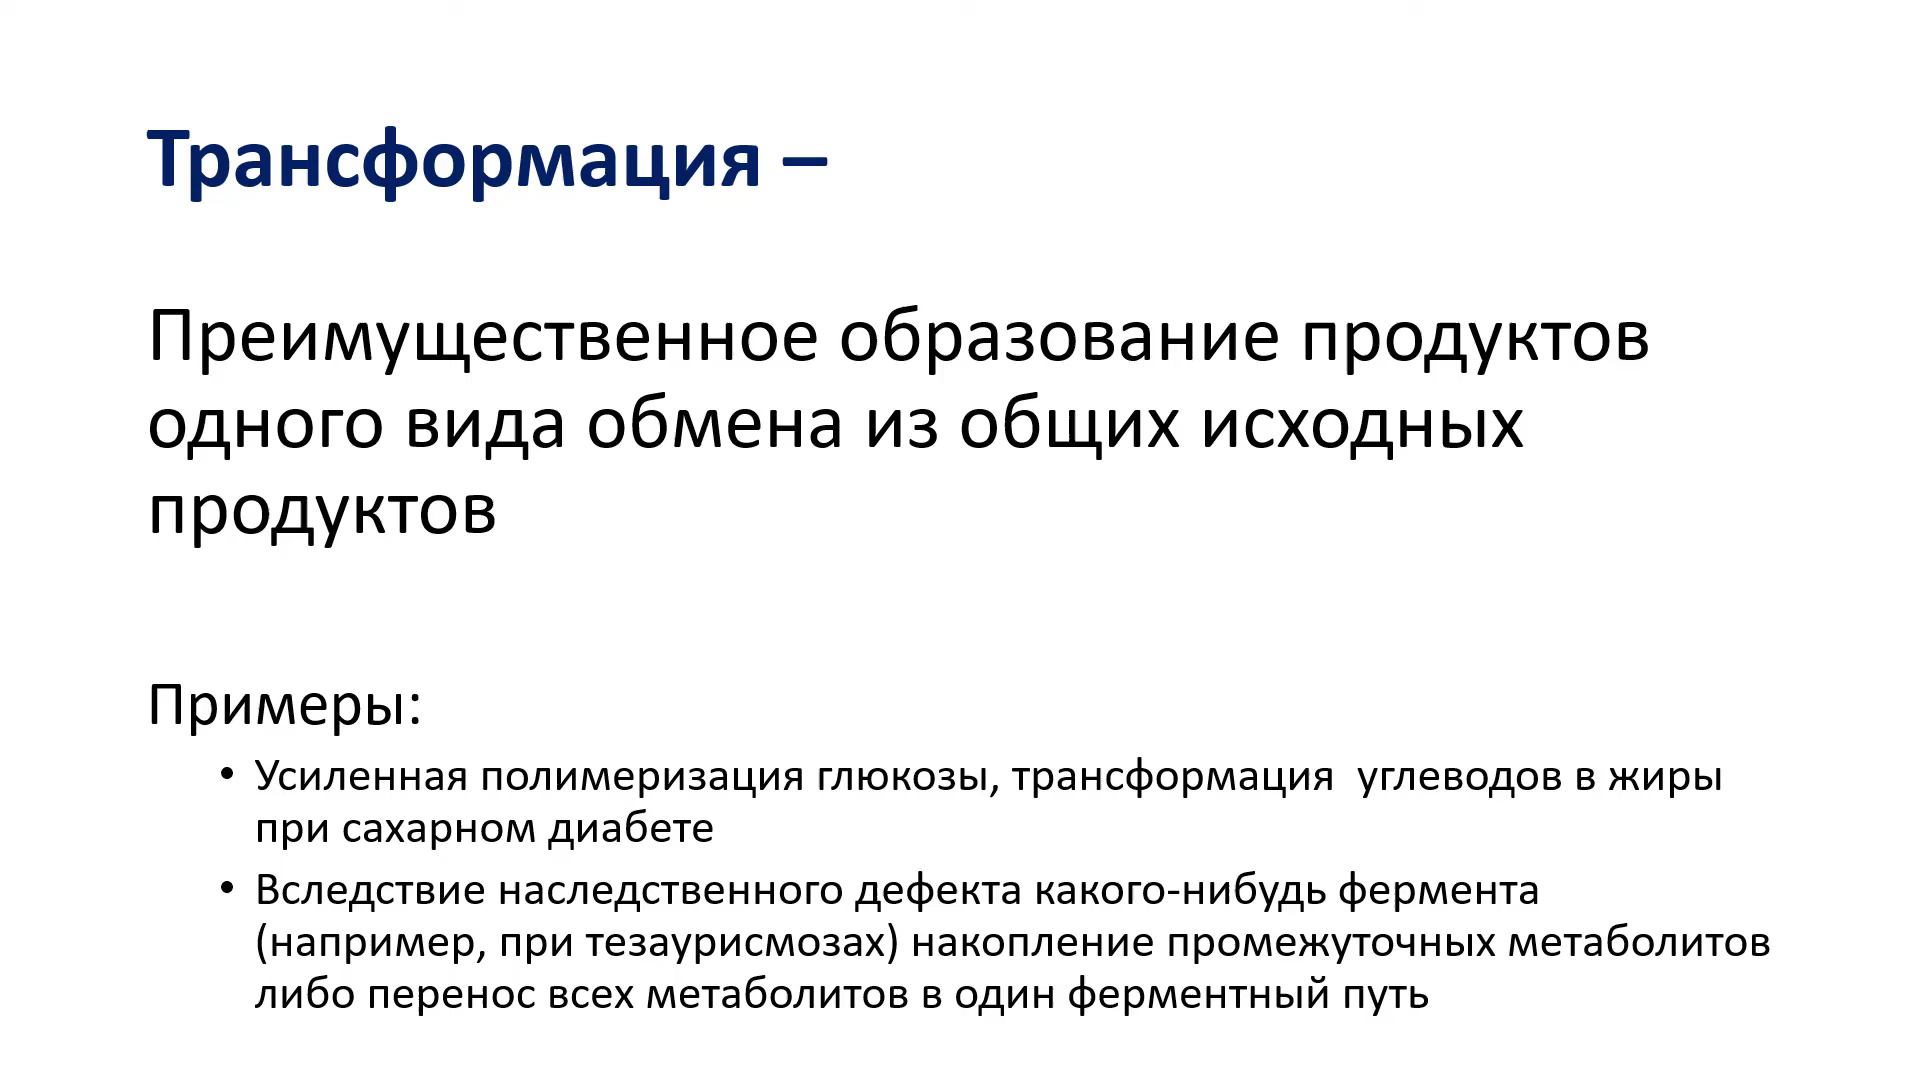 Трансформация –
Преимущественное образование продуктов
одного вида обмена из общих исходных
продуктов
Примеры:
• Усиленная полимеризация глюкозы, трансформация  углеводов в жиры
при сахарном диабете
• Вследствие наследственного дефекта какого-нибудь фермента
(например, при тезаурисмозах) накопление промежуточных метаболитов
либо перенос всех метаболитов в один ферментный путь